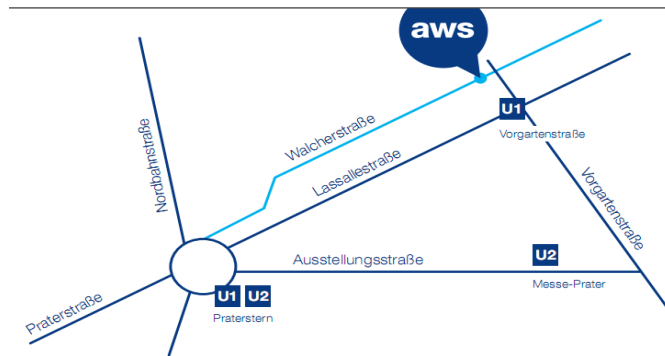 aws
U1
Vorgartenstraße
Walcherstraße
Lassallestraße
Nordbahnstraße
Vorgartenstraße
Ausstellungsstraße
U2
Messe-Prater
Praterstraße
U1 U2
Praterstern